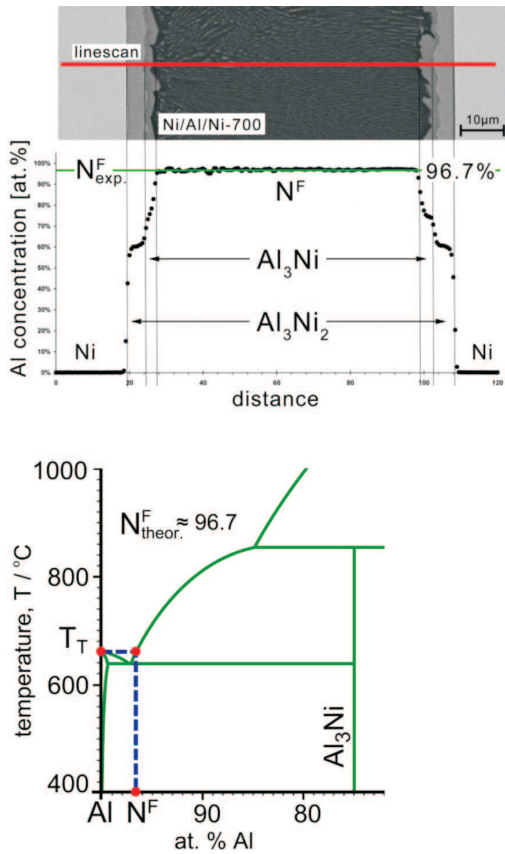 linescan
Ni/Al/Ni-700
10µm
Al concentration [at.%]
100%
90%
80%
70%
60%
50%
40%
30%
20%
10%
0%
N^F_exp.
96.7%
N^F
Al₃Ni
Al₃Ni₂
Ni
Ni
0 20 40 60 80 100 120
distance
temperature, T / °C
1000
800
600
400
N^F_theor. ≈ 96.7
T_T
Al₃Ni
Al N^F 90 80
at. % Al